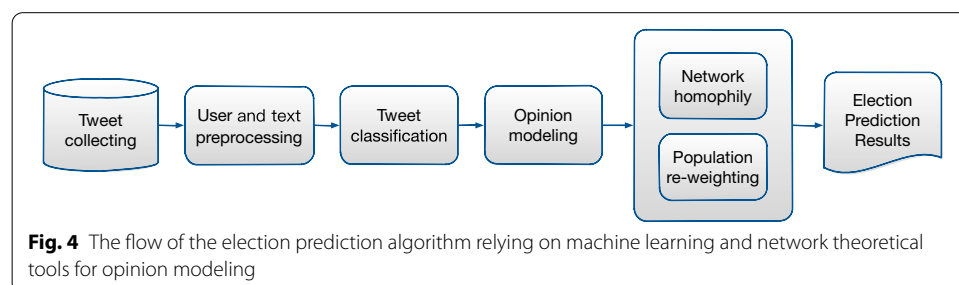 Tweet
collecting
User and text
preprocessing
Tweet
classification
Opinion
modeling
Network
homophily
Population
re-weighting
Election
Prediction
Results
Fig. 4 The flow of the election prediction algorithm relying on machine learning and network theoretical
tools for opinion modeling